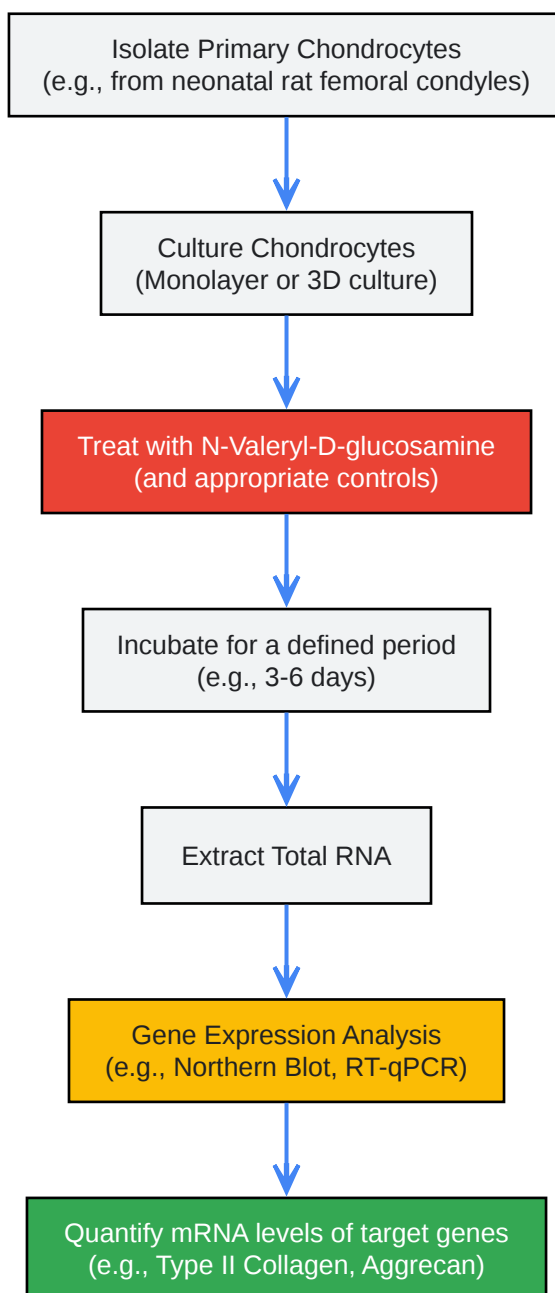 Isolate Primary Chondrocytes
(e.g., from neonatal rat femoral condyles)
Culture Chondrocytes
(Monolayer or 3D culture)
Treat with N-Valeryl-D-glucosamine
(and appropriate controls)
Incubate for a defined period
(e.g., 3-6 days)
Extract Total RNA
Gene Expression Analysis
(e.g., Northern Blot, RT-qPCR)
Quantify mRNA levels of target genes
(e.g., Type II Collagen, Aggrecan)